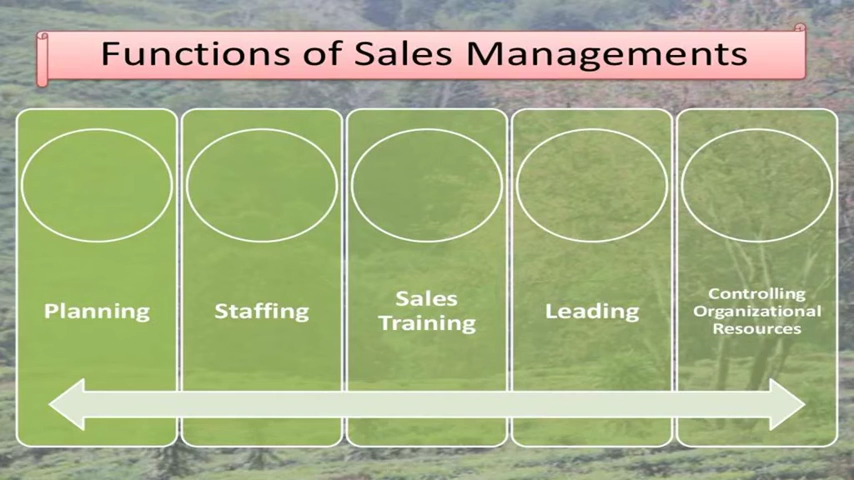 Functions of Sales Managements
Planning
Staffing
Sales
Training
Leading
Controlling
Organizational
Resources